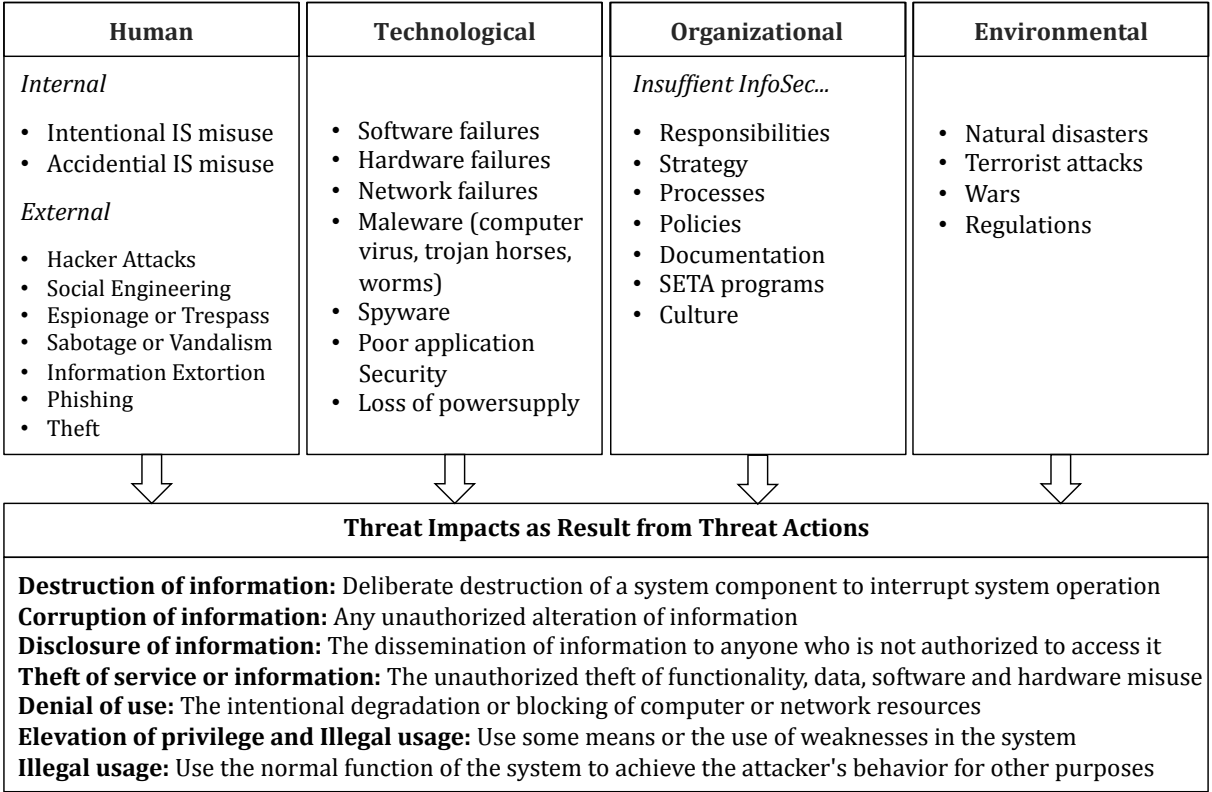 Human
Internal
• Intentional IS misuse
• Accidential IS misuse
External
• Hacker Attacks
• Social Engineering
• Espionage or Trespass
• Sabotage or Vandalism
• Information Extortion
• Phishing
• Theft
Technological
• Software failures
• Hardware failures
• Network failures
• Maleware (computer
virus, trojan horses,
worms)
• Spyware
• Poor application
Security
• Loss of powersupply
Organizational
Insuffient InfoSec...
• Responsibilities
• Strategy
• Processes
• Policies
• Documentation
• SETA programs
• Culture
Environmental
• Natural disasters
• Terrorist attacks
• Wars
• Regulations
Threat Impacts as Result from Threat Actions
Destruction of information: Deliberate destruction of a system component to interrupt system operation
Corruption of information: Any unauthorized alteration of information
Disclosure of information: The dissemination of information to anyone who is not authorized to access it
Theft of service or information: The unauthorized theft of functionality, data, software and hardware misuse
Denial of use: The intentional degradation or blocking of computer or network resources
Elevation of privilege and Illegal usage: Use some means or the use of weaknesses in the system
Illegal usage: Use the normal function of the system to achieve the attacker's behavior for other purposes